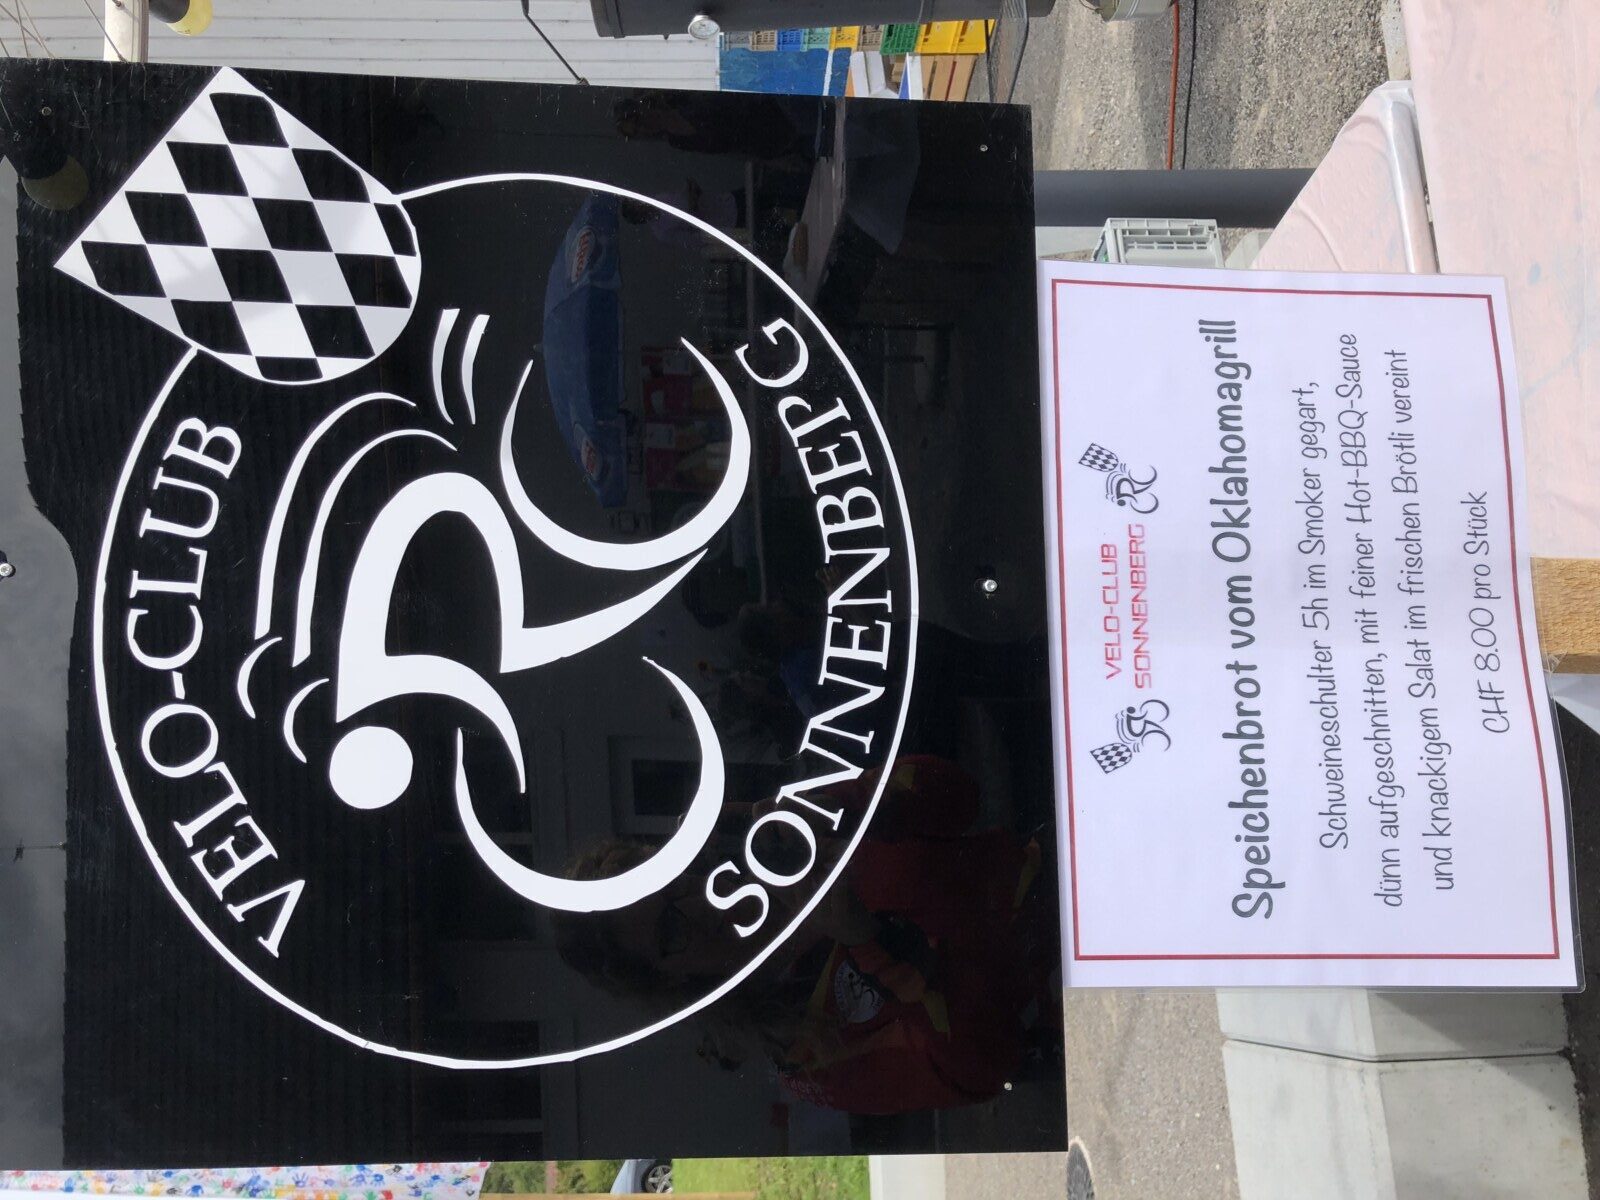 VELO-CLUB
SONNENBERG
VELO-CLUB
SONNENBERG
Speichenbrot vom Oklahomagrill
Schweineschulter 5h im Smoker gegart,
dünn aufgeschnitten, mit feiner Hot-BBQ-Sauce
und knackigem Salat im frischen Brötli vereint
CHF 8.00 pro Stück